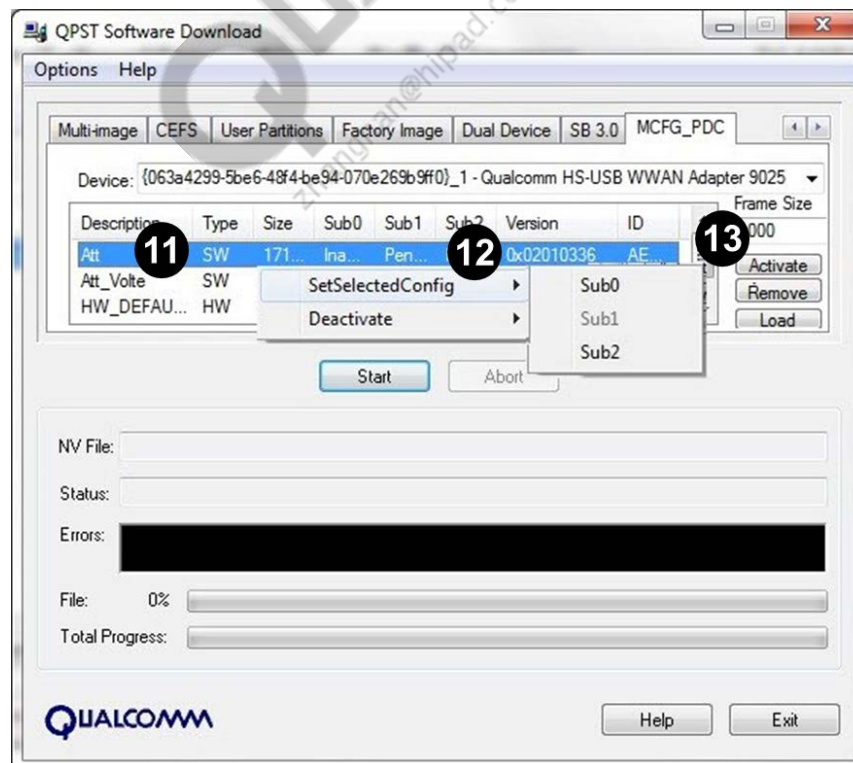 QPST Software Download
Options Help
Multi-image CEFS User Partitions Factory Image Dual Device SB 3.0 MCFG_PDC
Device: {063a4299-5be6-48f4-be94-070e269b9ff0}_1 - Qualcomm HS-USB WWAN Adapter 9025
Frame Size
Description Type Size Sub0 Sub1 Sub2 Version ID
000
11 12 13
Att SW 171... Ina... Pen... 0x02010336 AE...
Activate
Att_Volte SW
SetSelectedConfig Sub0
Remove
HW_DEFAU... HW
Deactivate Sub1
Load
Sub2
Start Abort
NV File:
Status:
Errors:
File: 0%
Total Progress:
QUALCOMM
Help Exit
zhengnan@hipad.co